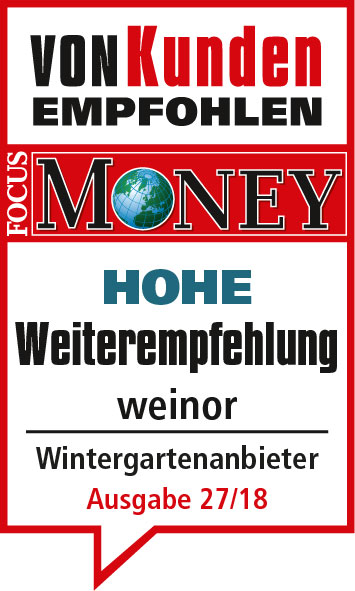 VON Kunden
EMPFOHLEN
FOCUS
MONEY
HOHE
Weiterempfehlung
weinor
Wintergartenanbieter
Ausgabe 27/18